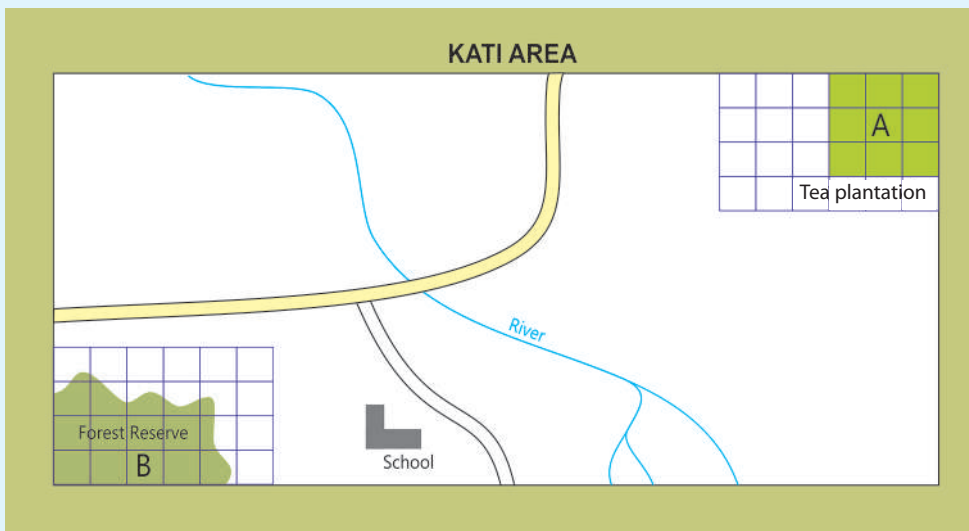 KATI AREA
A
Tea plantation
River
Forest Reserve
B
School